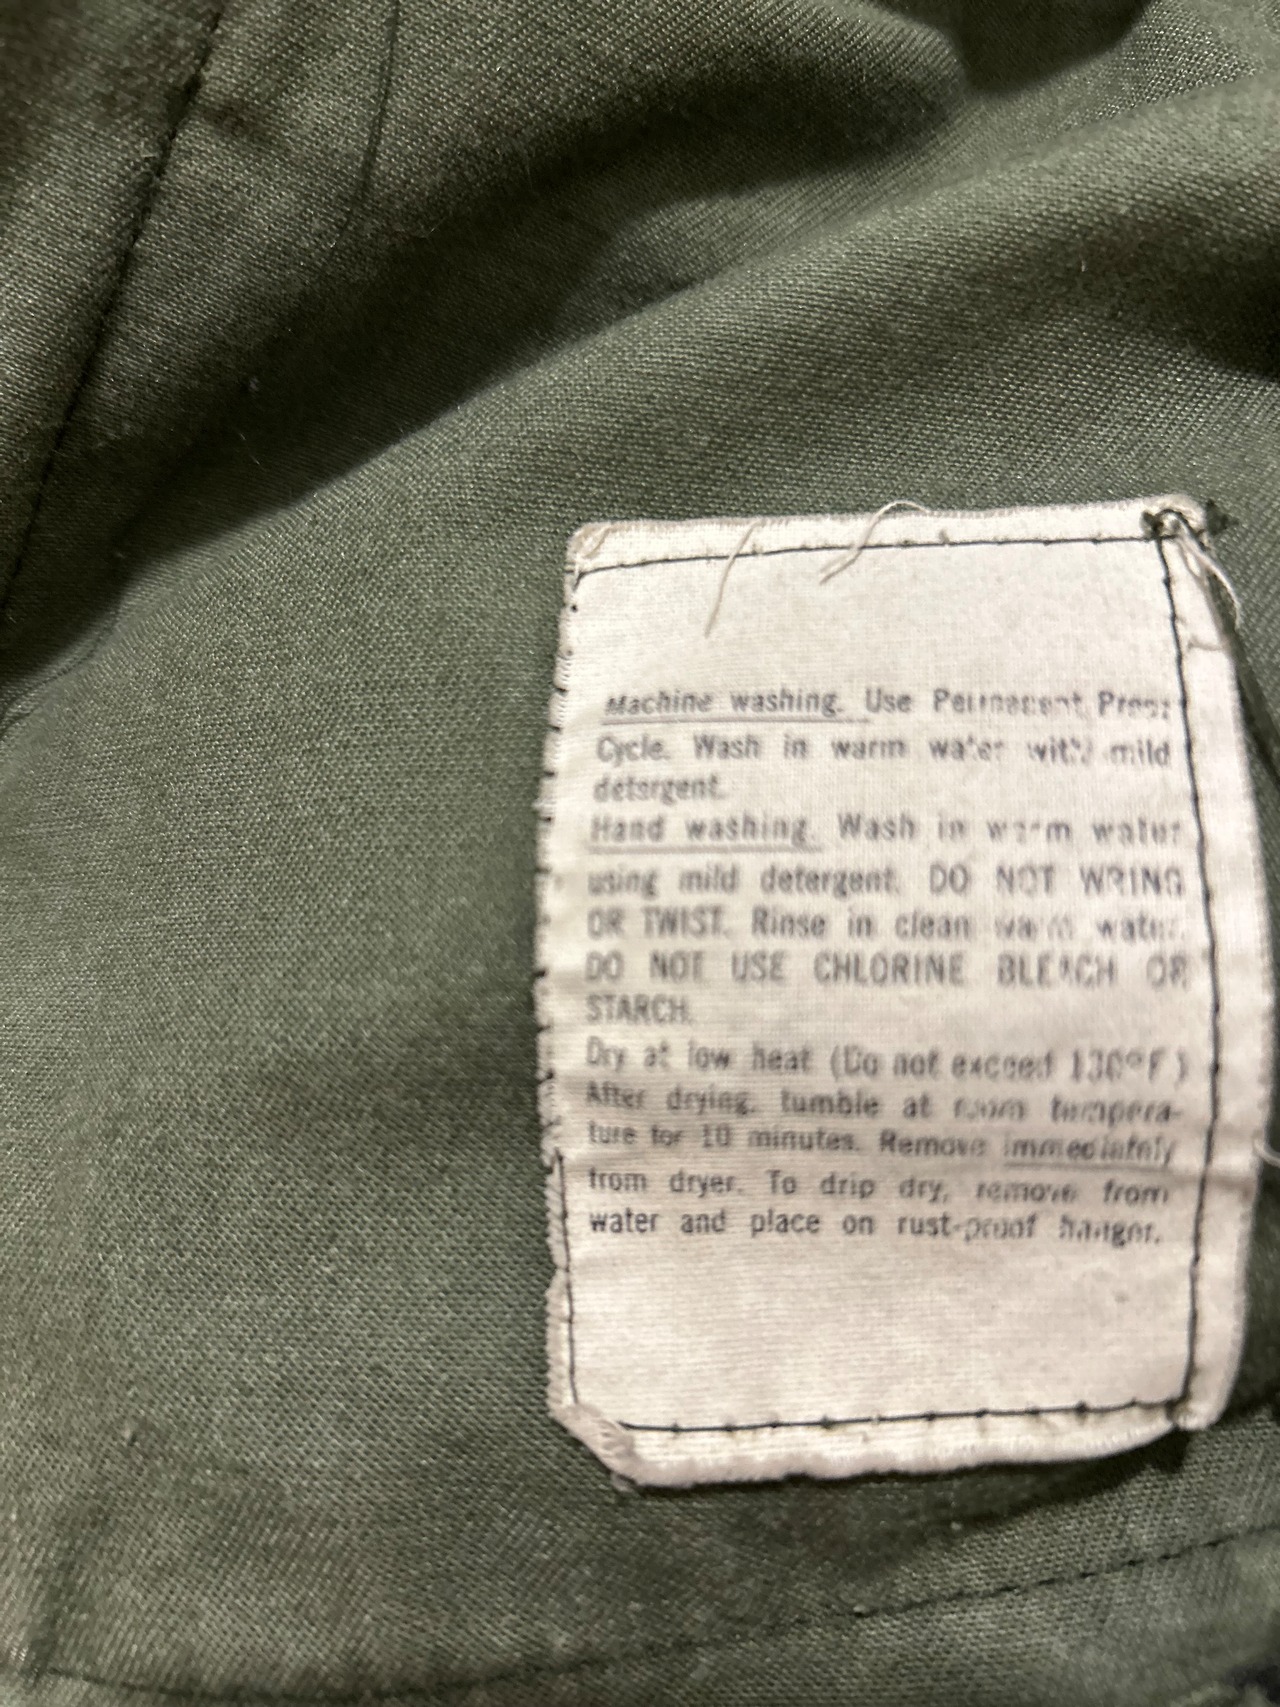 Machine washing. Use Permanent Press
Cycle. Wash in warm water with mild
detergent.
Hand washing. Wash in warm water
using mild detergent. DO NOT WRING
OR TWIST. Rinse in clean warm water.
DO NOT USE CHLORINE BLEACH OR
STARCH.
Dry at low heat (Do not exceed 130°F)
After drying, tumble at room tempera-
ture for 10 minutes. Remove immediately
from dryer. To drip dry, remove from
water and place on rust-proof hanger.